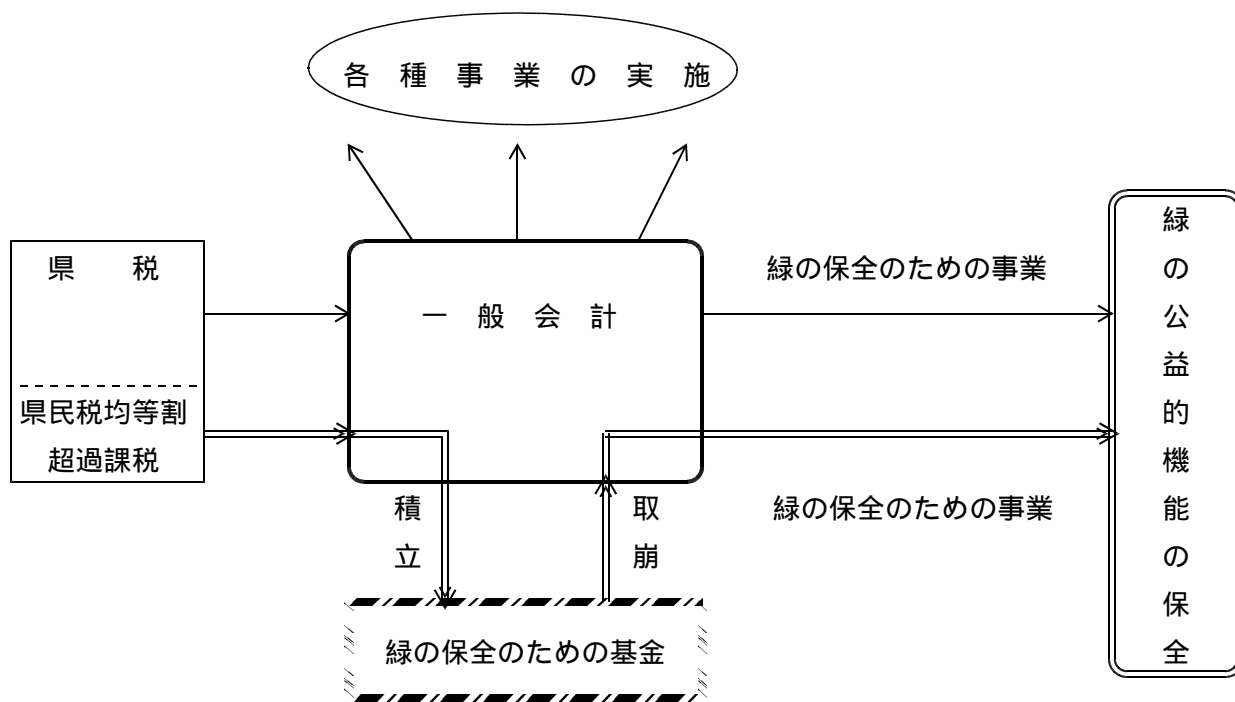 各種事業の実施
県　　税
県民税均等割
超過課税
一般会計
緑の保全のための事業
緑の保全のための事業
積立
取崩
緑の保全のための基金
緑の公益的機能の保全